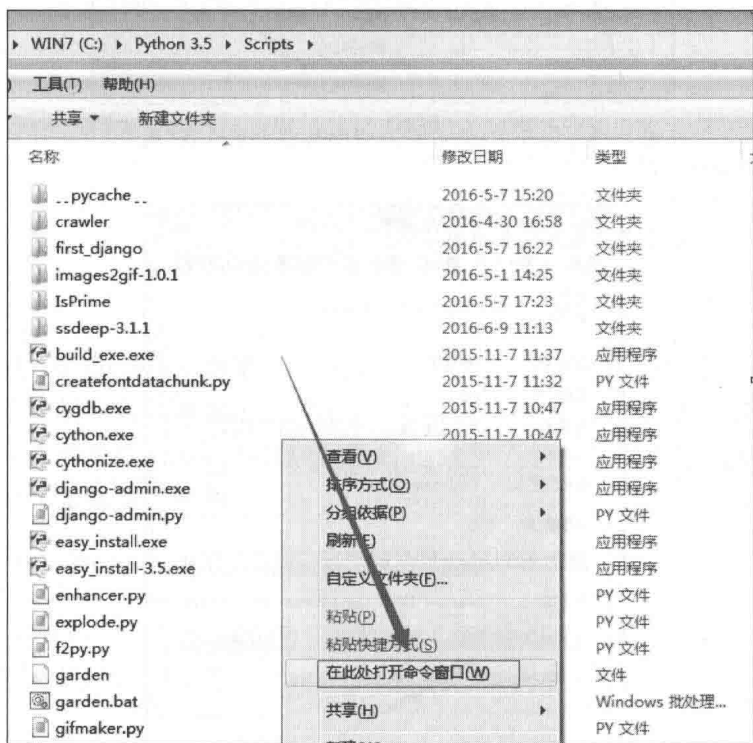 WIN7 (C:) ▸ Python 3.5 ▸ Scripts ▸
工具(T) 帮助(H)
共享 新建文件夹
名称 修改日期 类型
__pycache__ 2016-5-7 15:20 文件夹
crawler 2016-4-30 16:58 文件夹
first_django 2016-5-7 16:22 文件夹
images2gif-1.0.1 2016-5-1 14:25 文件夹
IsPrime 2016-5-7 17:23 文件夹
ssdeep-3.1.1 2016-6-9 11:13 文件夹
build_exe.exe 2015-11-7 11:37 应用程序
createfontdatachunk.py 2015-11-7 11:32 PY 文件
cygdb.exe 2015-11-7 10:47 应用程序
cython.exe 2015-11-7 10:47 应用程序
cythonize.exe 应用程序
django-admin.exe 应用程序
django-admin.py PY 文件
easy_install.exe 应用程序
easy_install-3.5.exe 应用程序
enhancer.py PY 文件
explode.py PY 文件
f2py.py PY 文件
garden 文件
garden.bat Windows 批处理...
gifmaker.py PY 文件
查看(V)
排序方式(O)
分组依据(P)
刷新(E)
自定义文件夹(F)...
粘贴(P)
粘贴快捷方式(S)
在此处打开命令窗口(W)
共享(H)